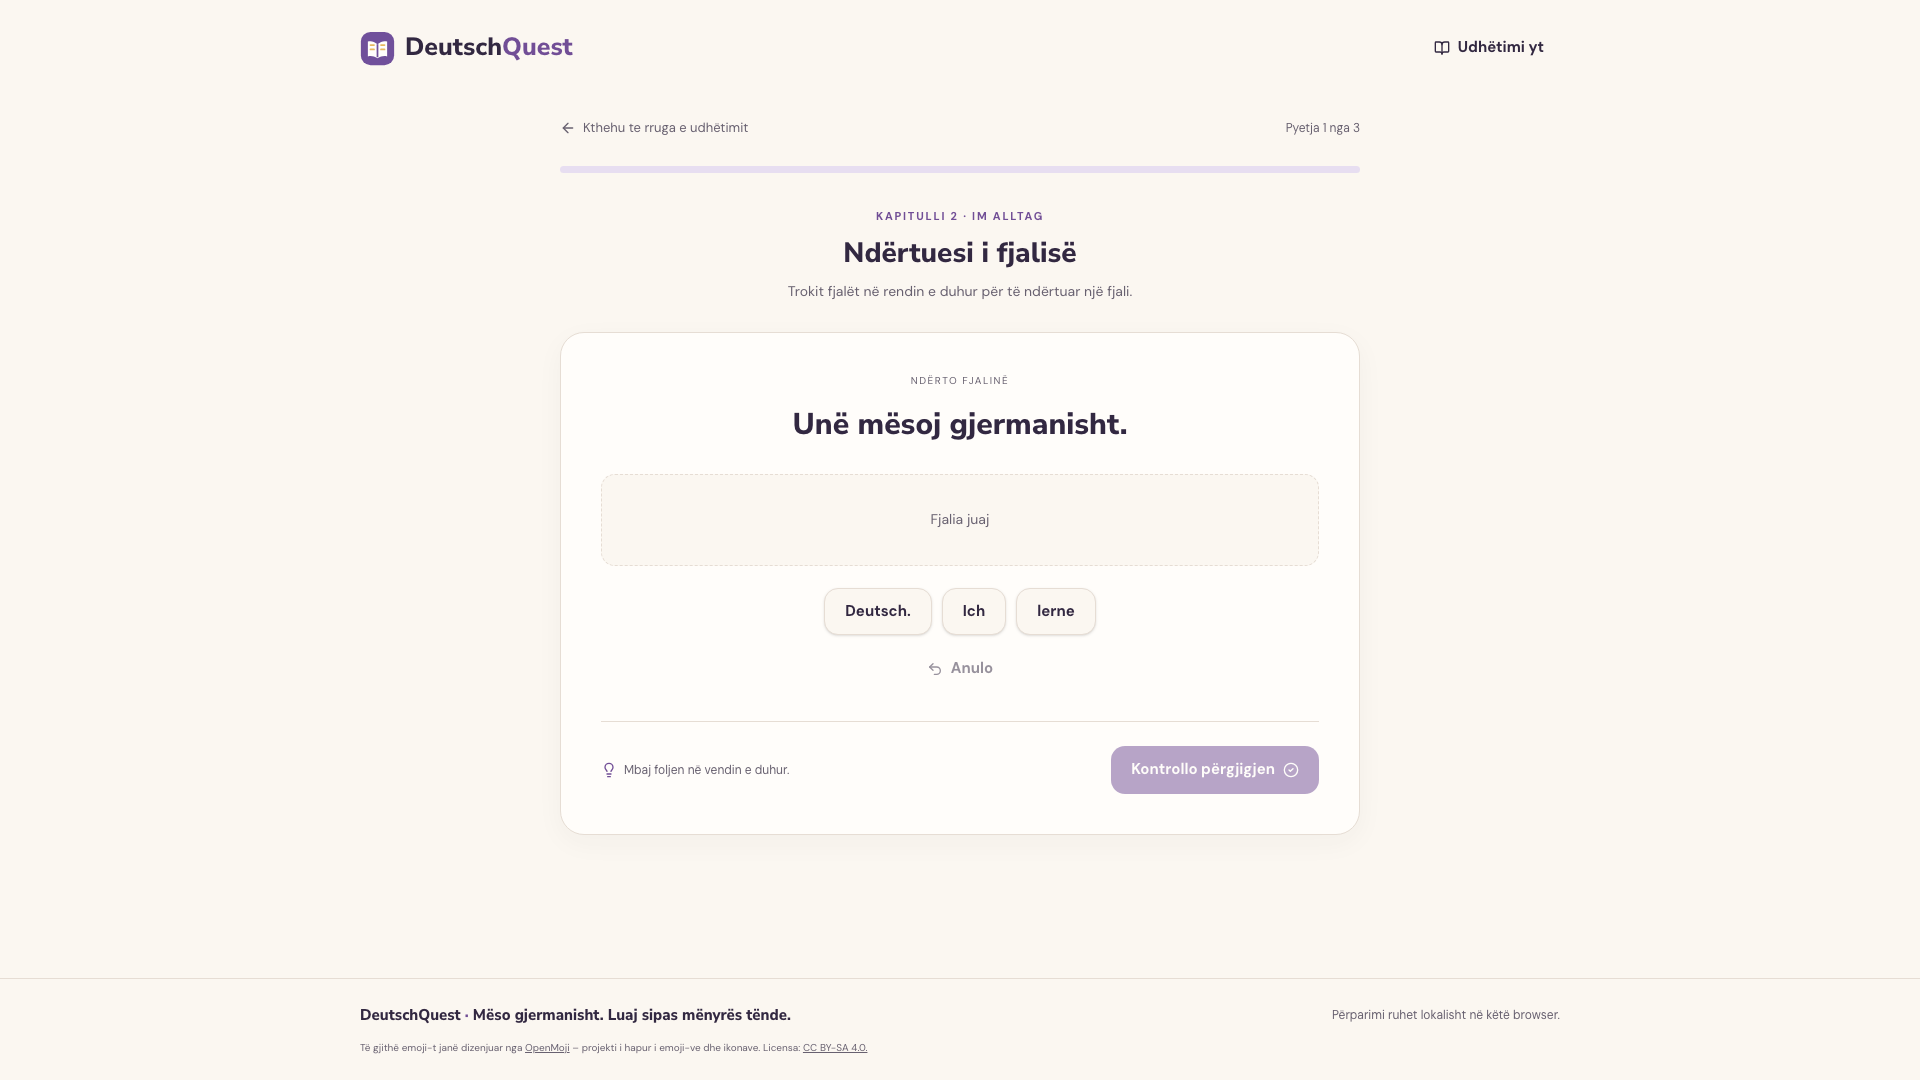 DeutschQuest
Udhëtimi yt
Kthehu te rruga e udhëtimit
Pyetja 1 nga 3
KAPITULLI 2 · IM ALLTAG
Ndërtuesi i fjalisë
Trokit fjalët në rendin e duhur për të ndërtuar një fjali.
NDËRTO FJALINË
Unë mësoj gjermanisht.
Fjalia juaj
Deutsch.
Ich
lerne
Anulo
Mbaj foljen në vendin e duhur.
Kontrollo përgjigjen
DeutschQuest · Mëso gjermanisht. Luaj sipas mënyrës tënde.
Përparimi ruhet lokalisht në këtë browser.
Të gjithë emoji-t janë dizenjuar nga OpenMoji – projekti i hapur i emoji-ve dhe ikonave. Licensa: CC BY-SA 4.0.